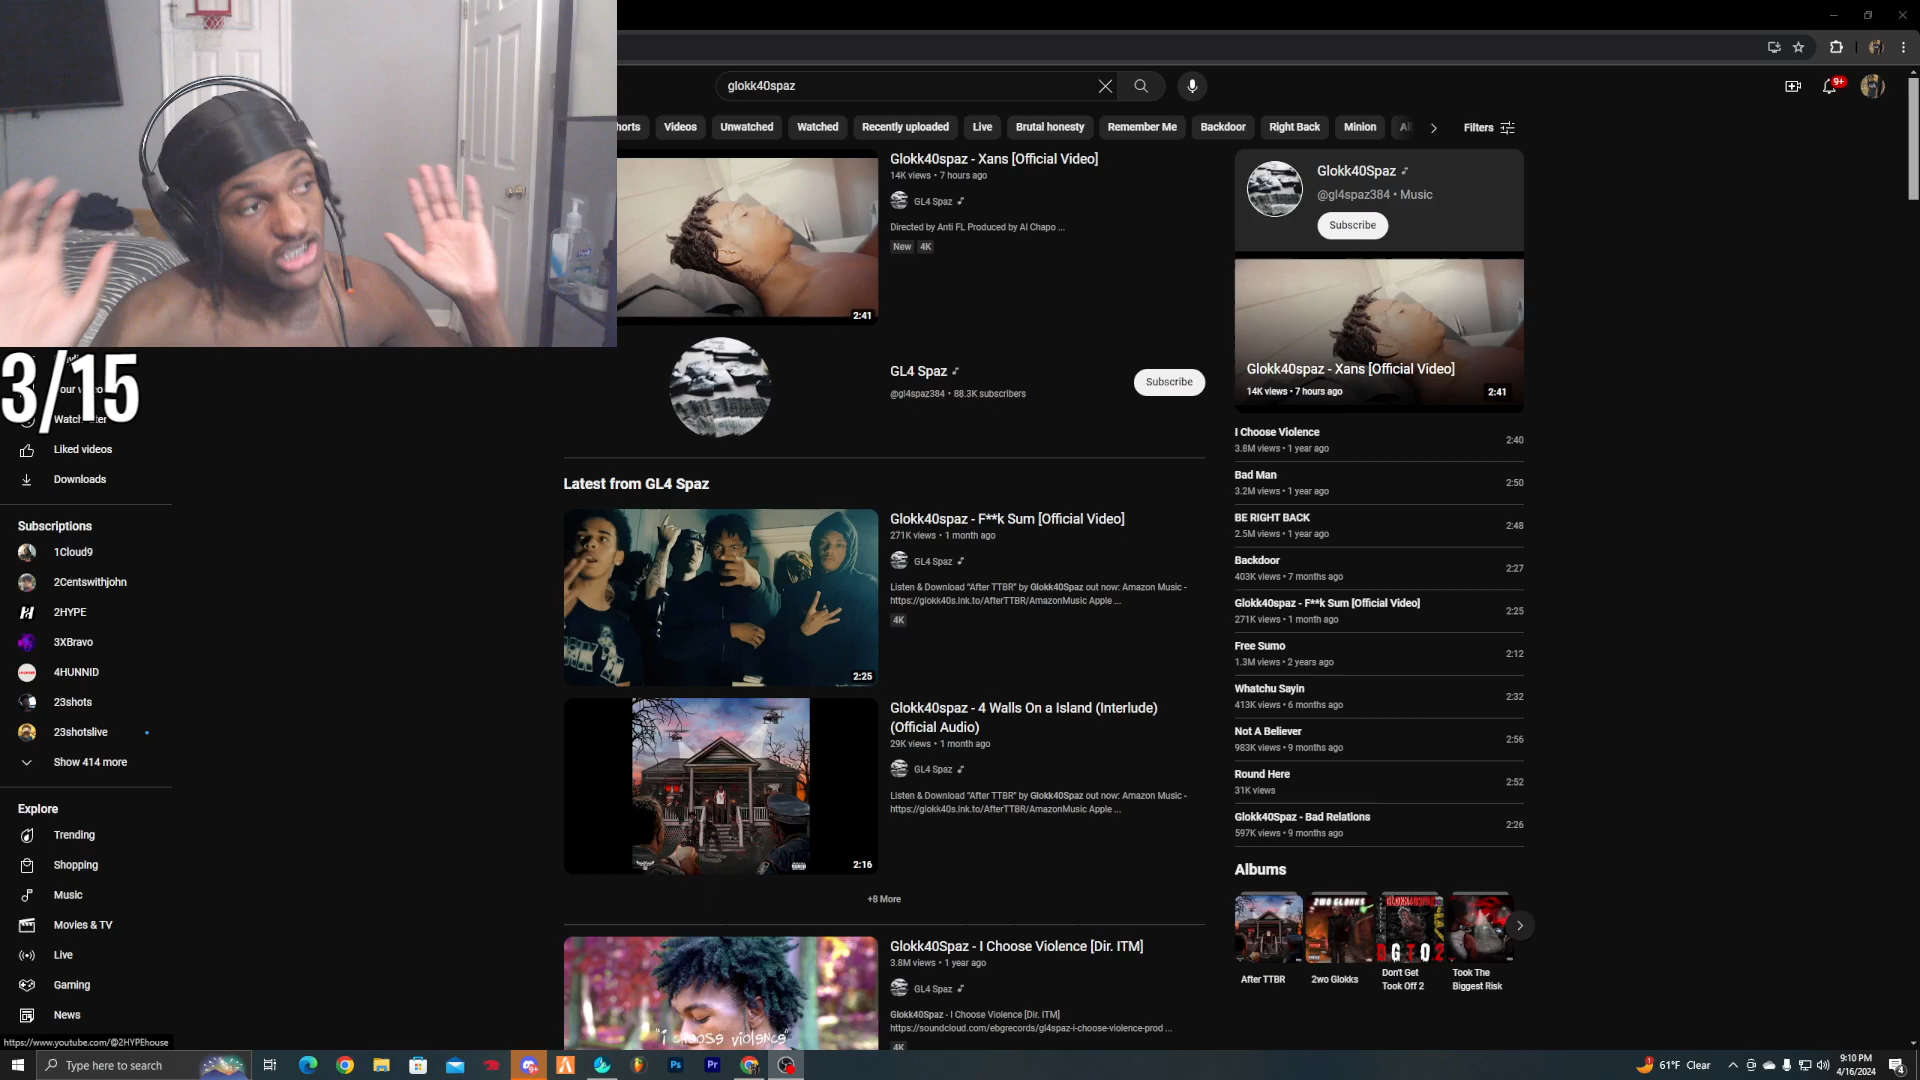 glokk40spaz
horts
Videos
Unwatched
Watched
Recently uploaded
Live
Brutal honesty
Remember Me
Backdoor
Right Back
Minion
Filters
Glokk40spaz - Xans [Official Video]
14K views • 7 hours ago
GL4 Spaz
Directed by Anti FL Produced by Al Chapo ...
New 4K
2:41
GL4 Spaz
@gl4spaz384 • 88.3K subscribers
Subscribe
Latest from GL4 Spaz
Glokk40spaz - F**k Sum [Official Video]
271K views • 1 month ago
GL4 Spaz
Listen & Download "After TTBR" by Glokk40Spaz out now: Amazon Music -
https://glokk40s.lnk.to/AfterTTBR/AmazonMusic Apple ...
4K
2:25
Glokk40spaz - 4 Walls On a Island (Interlude)
(Official Audio)
29K views • 1 month ago
GL4 Spaz
Listen & Download "After TTBR" by Glokk40Spaz out now: Amazon Music -
https://glokk40s.lnk.to/AfterTTBR/AmazonMusic Apple ...
2:16
+8 More
Glokk40Spaz - I Choose Violence [Dir. ITM]
3.8M views • 1 year ago
GL4 Spaz
Glokk40Spaz - I Choose Violence [Dir. ITM]
https://soundcloud.com/ebgrecords/gl4spaz-i-choose-violence-prod ...
4K
"i choose violence"
Glokk40Spaz
@gl4spaz384 • Music
Subscribe
Glokk40spaz - Xans [Official Video]
14K views • 7 hours ago
2:41
I Choose Violence
3.8M views • 1 year ago
2:40
Bad Man
3.2M views • 1 year ago
2:50
BE RIGHT BACK
2.5M views • 1 year ago
2:48
Backdoor
403K views • 7 months ago
2:27
Glokk40spaz - F**k Sum [Official Video]
271K views • 1 month ago
2:25
Free Sumo
1.3M views • 2 years ago
2:12
Whatchu Sayin
413K views • 6 months ago
2:32
Not A Believer
983K views • 9 months ago
2:56
Round Here
31K views
2:52
Glokk40Spaz - Bad Relations
597K views • 9 months ago
2:26
Albums
2WO GLOKKS
After TTBR
2wo Glokks
Don't Get
Took Off 2
Took The
Biggest Risk
9+
3/15
Liked videos
Downloads
Subscriptions
1Cloud9
2Centswithjohn
2HYPE
3XBravo
4HUNNID
23shots
23shotslive
Show 414 more
Explore
Trending
Shopping
Music
Movies & TV
Live
Gaming
News
https://www.youtube.com/@2HYPEhouse
Type here to search
Ps
Pr
61°F Clear
9:10 PM
4/16/2024
4